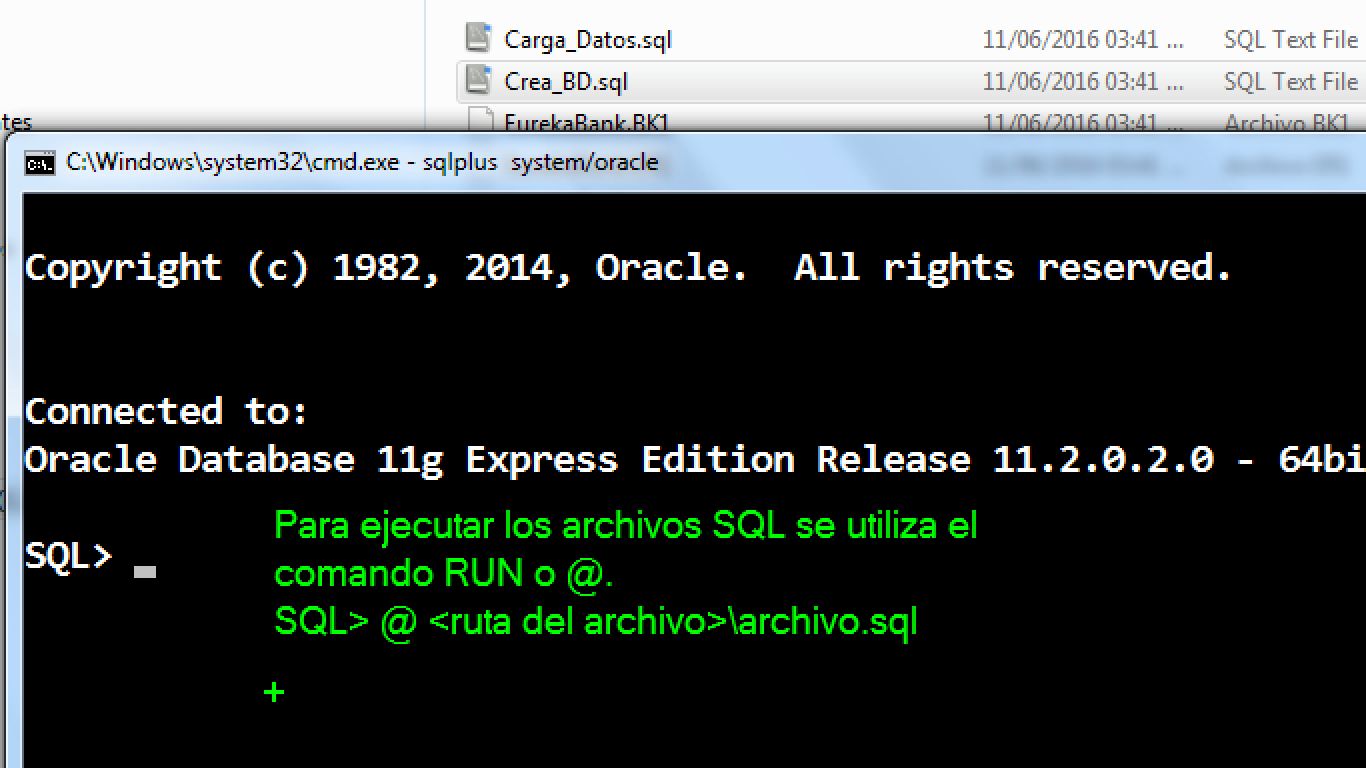 Carga_Datos.sql 11/06/2016 03:41 ... SQL Text File
Crea_BD.sql 11/06/2016 03:41 ... SQL Text File
tes EurekaBank.BK1 11/06/2016 03:41 ... Archivo BK1
C:\Windows\system32\cmd.exe - sqlplus  system/oracle
Copyright (c) 1982, 2014, Oracle.  All rights reserved.
Connected to:
Oracle Database 11g Express Edition Release 11.2.0.2.0 - 64bi
Para ejecutar los archivos SQL se utiliza el
SQL> _
comando RUN o @.
SQL> @ <ruta del archivo>\archivo.sql
+